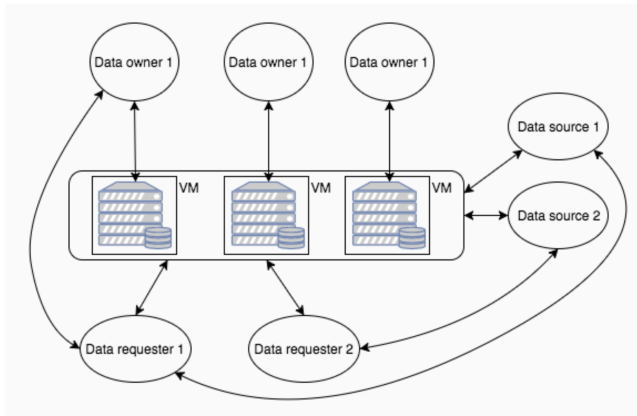 Data owner 1
Data owner 1
Data owner 1
Data source 1
VM
VM
VM
Data source 2
Data requester 1
Data requester 2